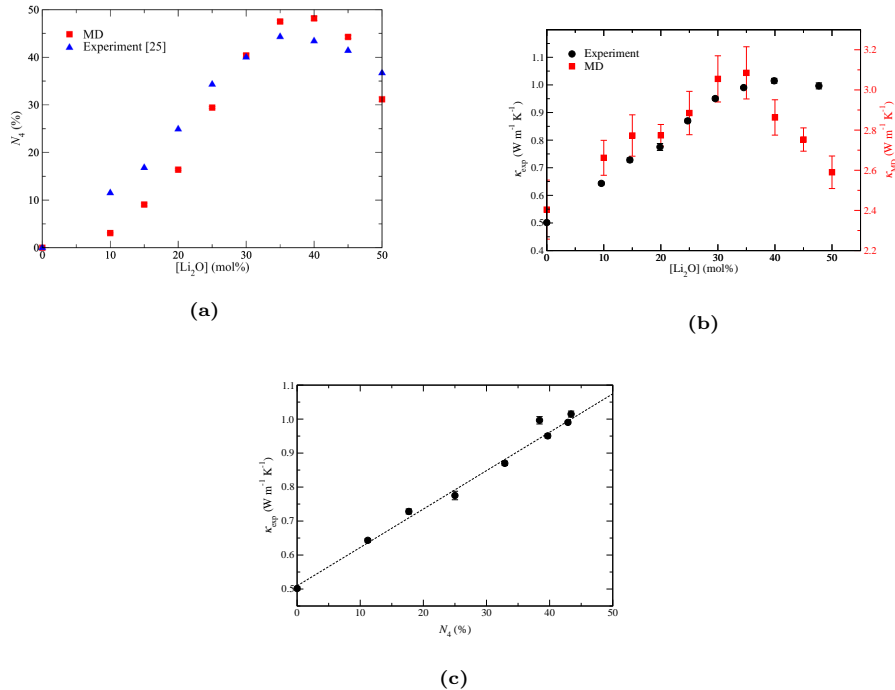 MD
Experiment [25]
N₄ (%)
50
40
30
20
10
0
0 10 20 30 40 50
[Li₂O] (mol%)
(a)
Experiment
MD
κexp (W m⁻¹ K⁻¹)
κMD (W m⁻¹ K⁻¹)
1.1
1.0
0.9
0.8
0.7
0.6
0.5
0.4
3.2
3.0
2.8
2.6
2.4
2.2
0 10 20 30 40 50
[Li₂O] (mol%)
(b)
κexp (W m⁻¹ K⁻¹)
1.1
1.0
0.9
0.8
0.7
0.6
0.5
0 10 20 30 40 50
N₄ (%)
(c)